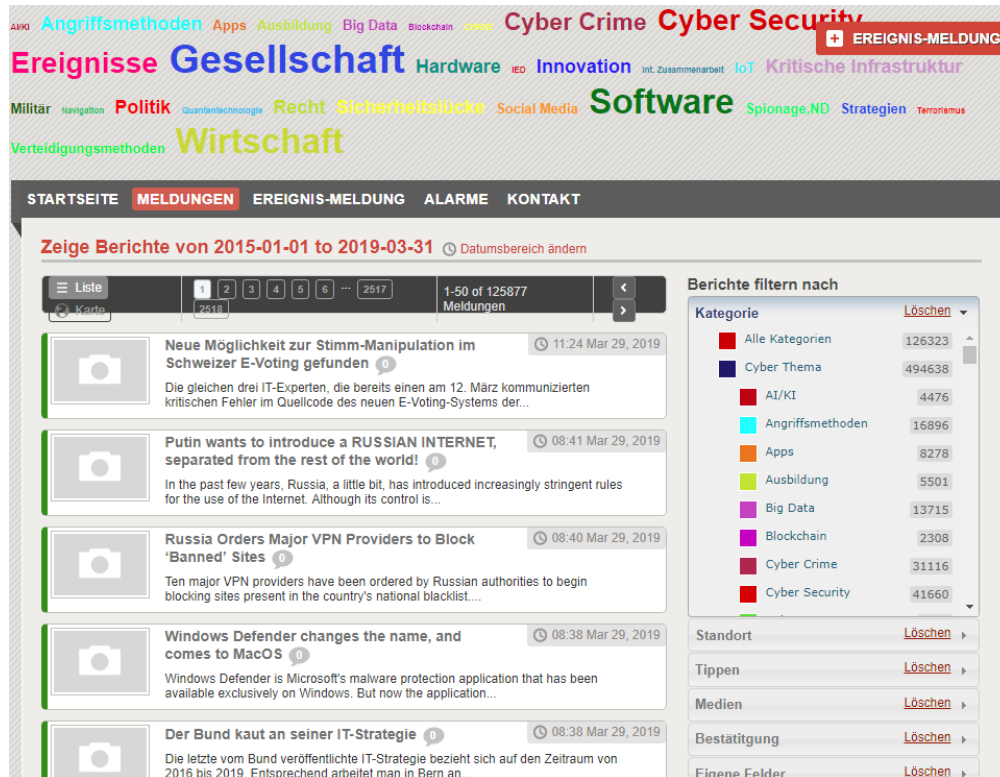 AI/KI Angriffsmethoden Apps Ausbildung Big Data Blockchain Cyber Crime Cyber Security
EREIGNIS-MELDUNG
Ereignisse Gesellschaft Hardware IED Innovation Int. Zusammenarbeit IoT Kritische Infrastruktur
Militär Navigation Politik Quantentechnologie Recht Sicherheitslücke Social Media Software Spionage,ND Strategien Terrorismus
Verteidigungsmethoden Wirtschaft
STARTSEITE MELDUNGEN EREIGNIS-MELDUNG ALARME KONTAKT
Zeige Berichte von 2015-01-01 to 2019-03-31 Datumsbereich ändern
Liste
Karte
1 2 3 4 5 6 ... 2517
2518
1-50 of 125877
Meldungen
Neue Möglichkeit zur Stimm-Manipulation im
Schweizer E-Voting gefunden 0
11:24 Mar 29, 2019
Die gleichen drei IT-Experten, die bereits einen am 12. März kommunizierten
kritischen Fehler im Quellcode des neuen E-Voting-Systems der...
Putin wants to introduce a RUSSIAN INTERNET,
separated from the rest of the world! 0
08:41 Mar 29, 2019
In the past few years, Russia, a little bit, has introduced increasingly stringent rules
for the use of the Internet. Although its control is...
Russia Orders Major VPN Providers to Block
‘Banned’ Sites 0
08:40 Mar 29, 2019
Ten major VPN providers have been ordered by Russian authorities to begin
blocking sites present in the country's national blacklist....
Windows Defender changes the name, and
comes to MacOS 0
08:38 Mar 29, 2019
Windows Defender is Microsoft's malware protection application that has been
available exclusively on Windows. But now the application...
Der Bund kaut an seiner IT-Strategie 0
08:38 Mar 29, 2019
Die letzte vom Bund veröffentlichte IT-Strategie bezieht sich auf den Zeitraum von
2016 bis 2019. Entsprechend arbeitet man in Bern an...
Berichte filtern nach
Kategorie Löschen
Alle Kategorien 126323
Cyber Thema 494638
AI/KI 4476
Angriffsmethoden 16896
Apps 8278
Ausbildung 5501
Big Data 13715
Blockchain 2308
Cyber Crime 31116
Cyber Security 41660
Standort Löschen
Tippen Löschen
Medien Löschen
Bestätitgung Löschen
Eigene Felder Löschen